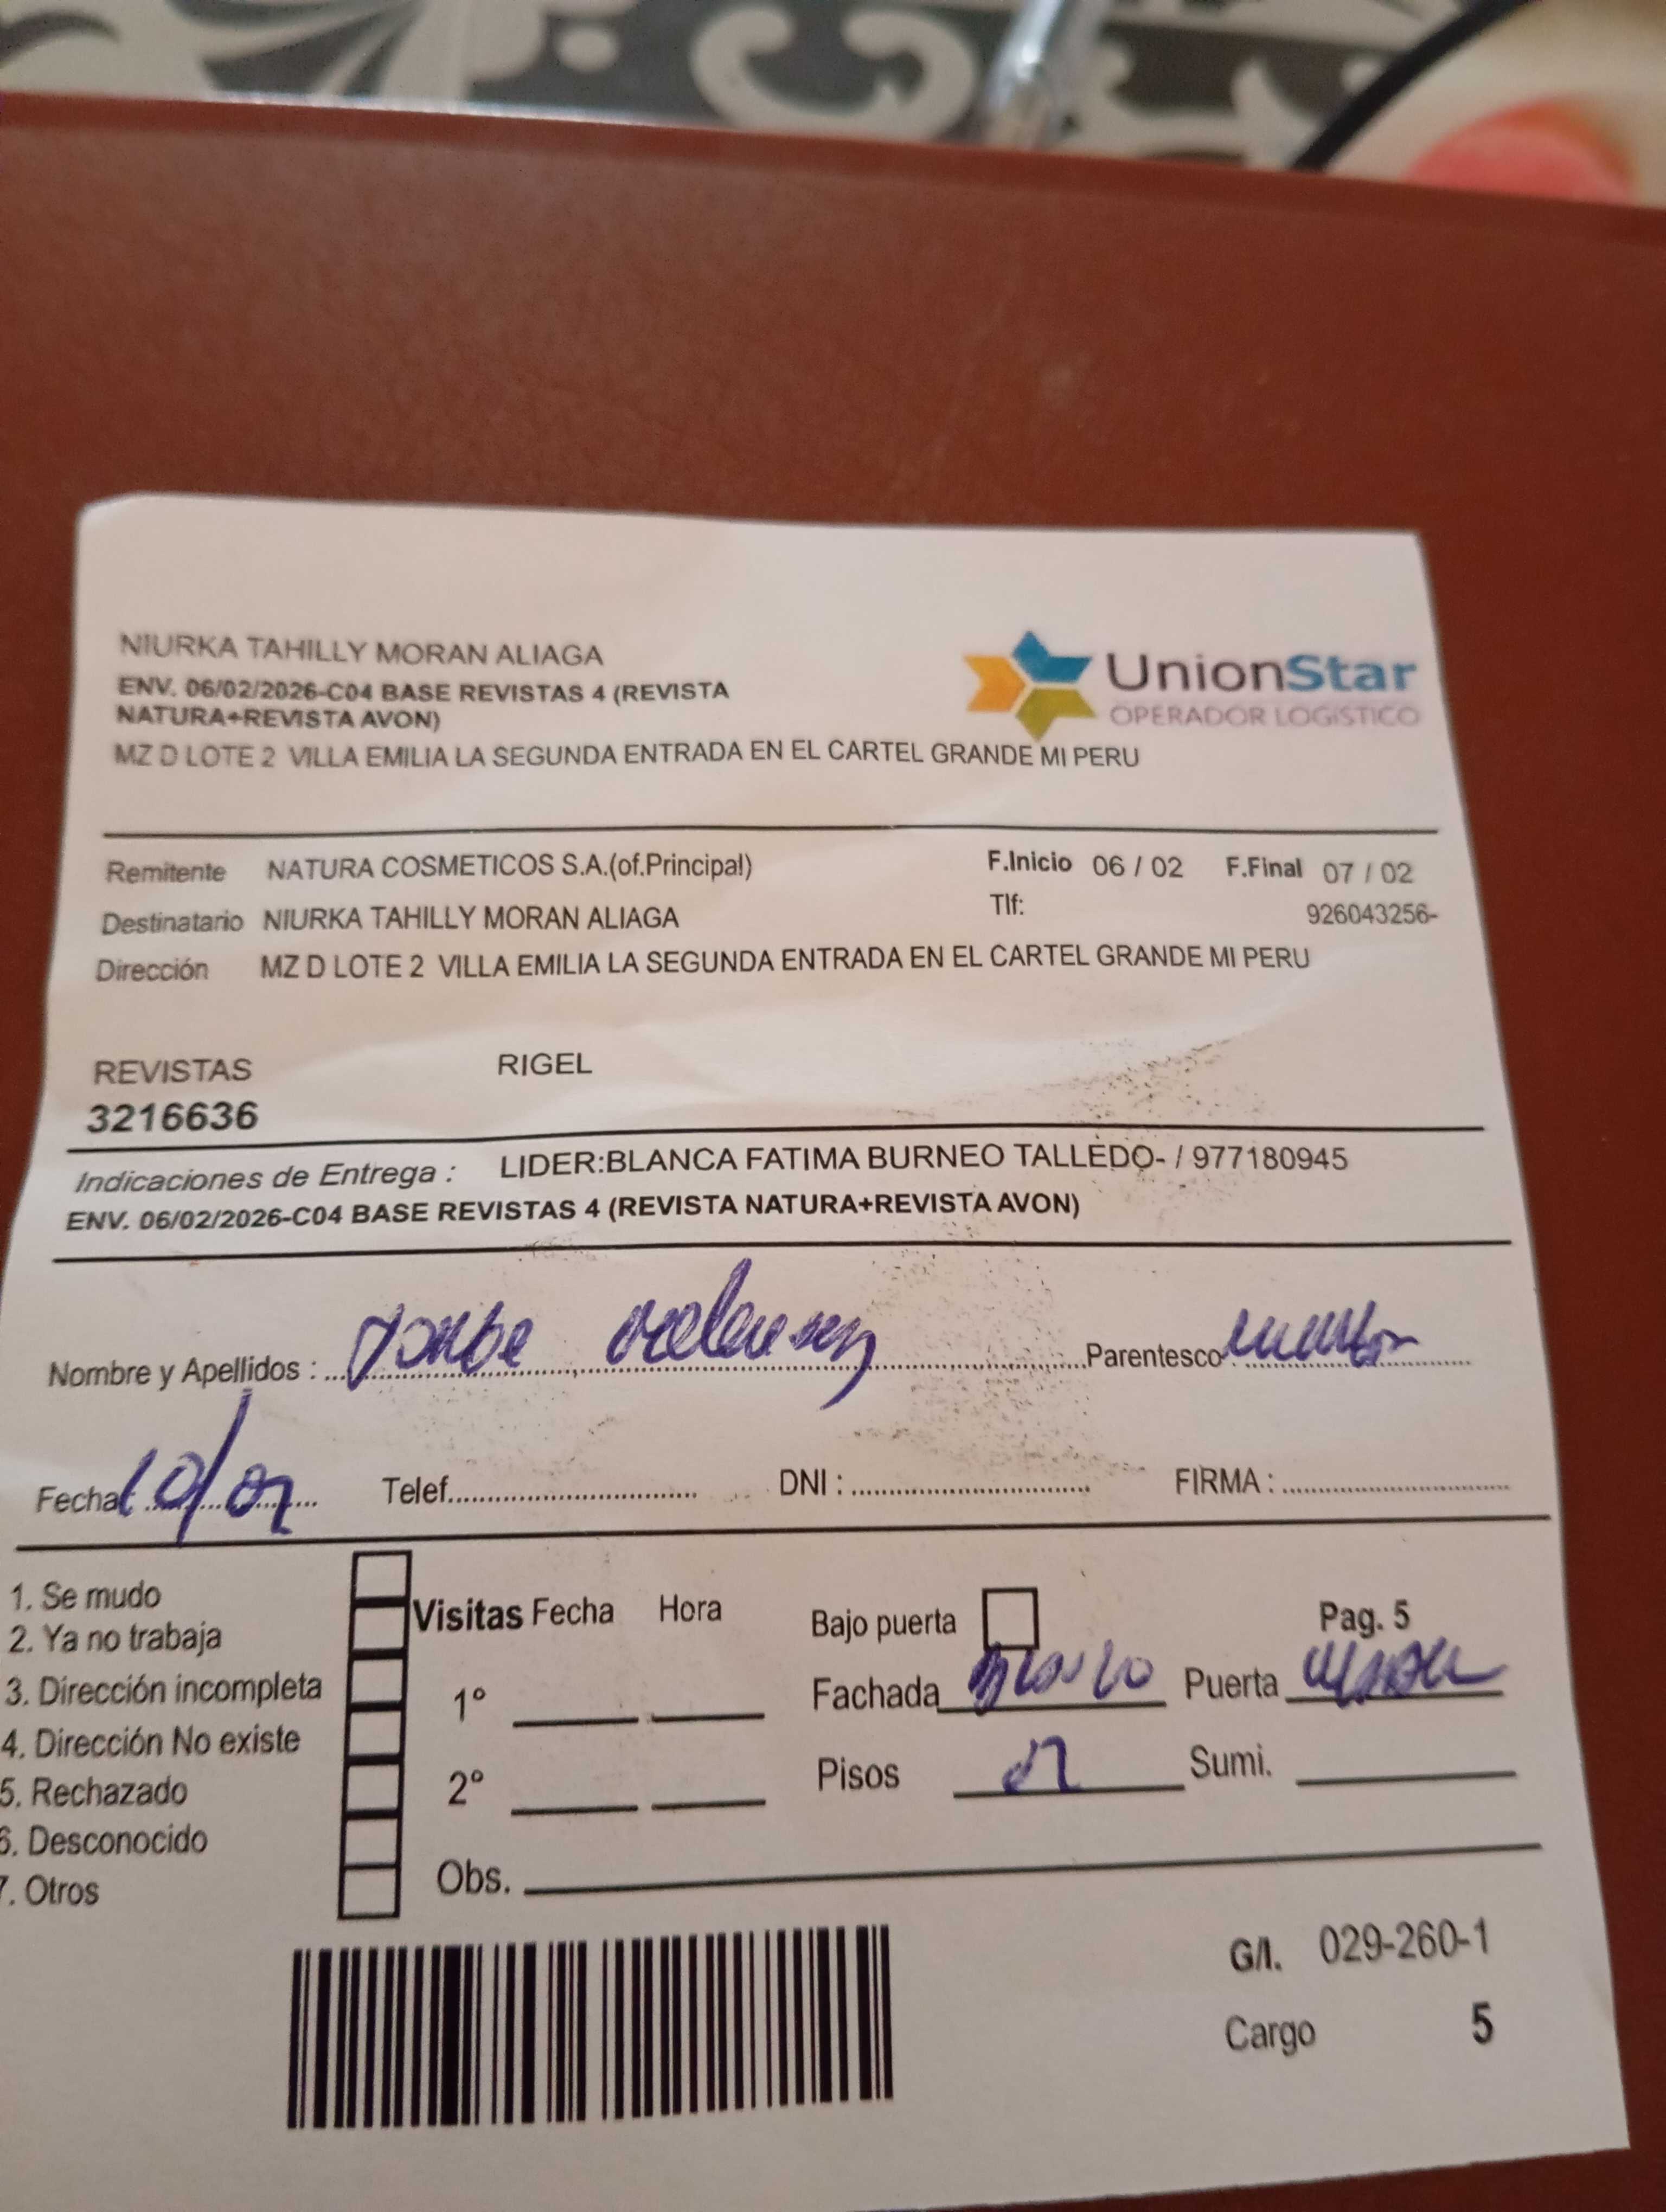 NIURKA TAHILLY MORAN ALIAGA
ENV. 06/02/2026-C04 BASE REVISTAS 4 (REVISTA
NATURA+REVISTA AVON)
MZ D LOTE 2 VILLA EMILIA LA SEGUNDA ENTRADA EN EL CARTEL GRANDE MI PERU
UnionStar
OPERADOR LOGÍSTICO
Remitente NATURA COSMETICOS S.A.(of.Principal) F.Inicio 06 / 02 F.Final 07 / 02
Destinatario NIURKA TAHILLY MORAN ALIAGA Tlf: 926043256-
Dirección MZ D LOTE 2 VILLA EMILIA LA SEGUNDA ENTRADA EN EL CARTEL GRANDE MI PERU
REVISTAS RIGEL
3216636
Indicaciones de Entrega : LIDER:BLANCA FATIMA BURNEO TALLEDO- / 977180945
ENV. 06/02/2026-C04 BASE REVISTAS 4 (REVISTA NATURA+REVISTA AVON)
Nombre y Apellidos : Parentesco
Fecha 10/02 Telef. DNI : FIRMA :
1. Se mudo
2. Ya no trabaja
3. Dirección incompleta
4. Dirección No existe
5. Rechazado
6. Desconocido
7. Otros
Visitas Fecha Hora
1º
2º
Obs.
Bajo puerta Pag. 5
Fachada Puerta
Pisos Sumi.
G/I. 029-260-1
Cargo 5